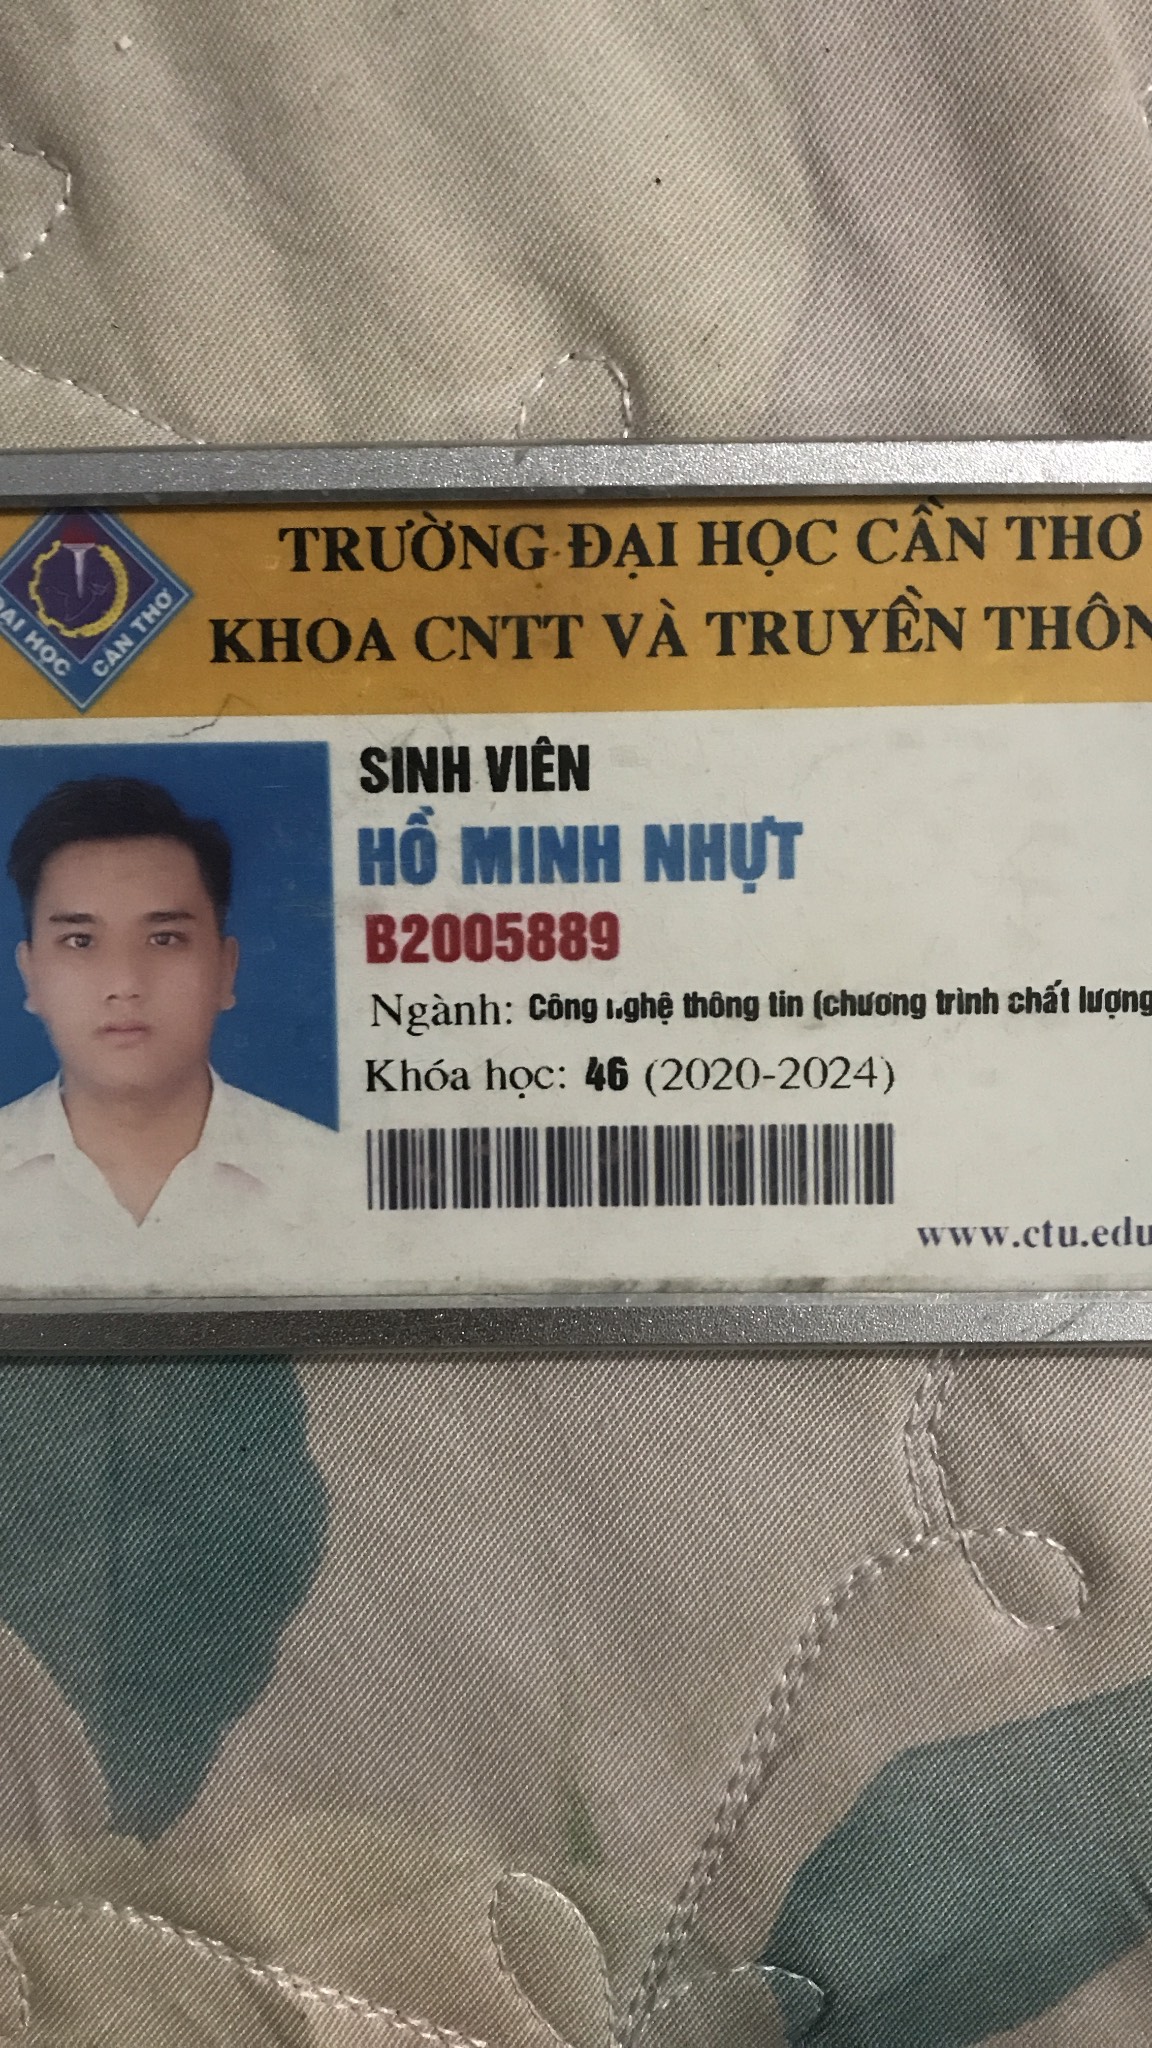 TRƯỜNG ĐẠI HỌC CẦN THƠ
KHOA CNTT VÀ TRUYỀN THÔN
ĐẠI HỌC CẦN THƠ
SINH VIÊN
HỒ MINH NHỰT
B2005889
Ngành: Công nghệ thông tin (chương trình chất lượng
Khóa học: 46 (2020-2024)
www.ctu.edu